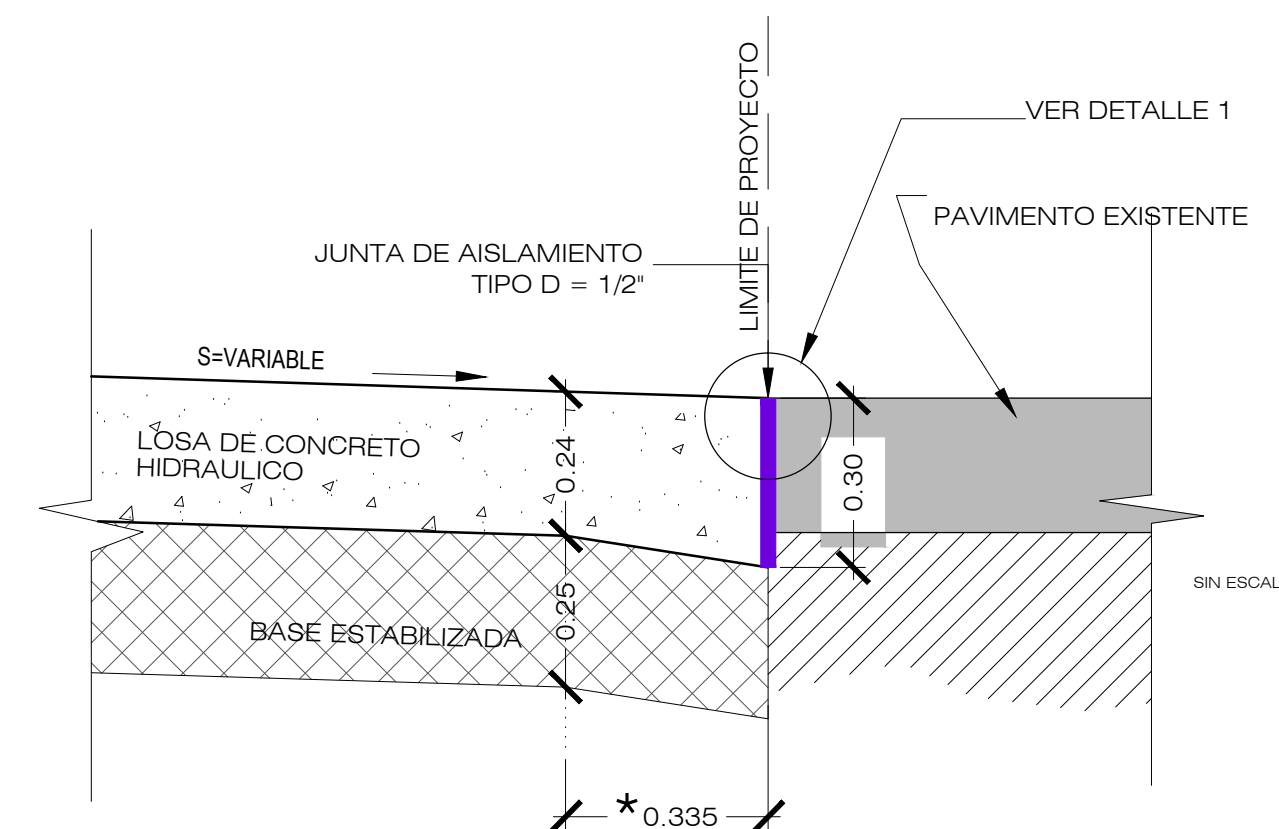 LIMITE DE PROYECTO
VER DETALLE 1
PAVIMENTO EXISTENTE
JUNTA DE AISLAMIENTO
TIPO D = 1/2"
S=VARIABLE
LOSA DE CONCRETO
HIDRAULICO
0.24
0.30
SIN ESCAL
0.25
BASE ESTABILIZADA
*0.335